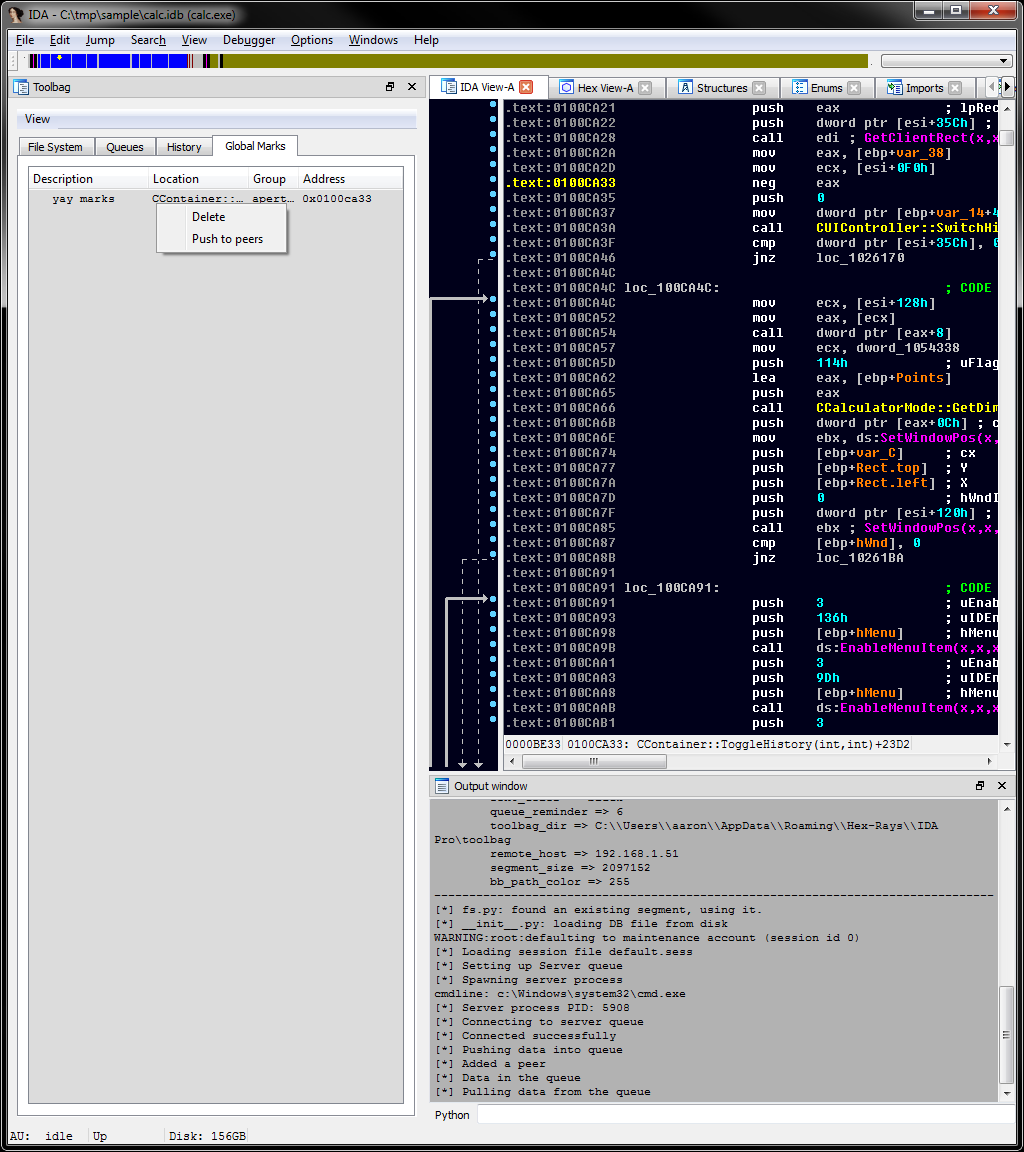 IDA - C:\tmp\sample\calc.idb (calc.exe)
File Edit Jump Search View Debugger Options Windows Help
Toolbag
View
File System Queues History Global Marks
Description Location Group Address
yay marks CContainer::... apert... 0x0100ca33
Delete
Push to peers
IDA View-A Hex View-A Structures Enums Imports
.text:0100CA21 push eax ; lpRec
.text:0100CA22 push dword ptr [esi+35Ch] ;
.text:0100CA28 call edi ; GetClientRect(x,x
.text:0100CA2A mov eax, [ebp+var_38]
.text:0100CA2D mov ecx, [esi+0F0h]
.text:0100CA33 neg eax
.text:0100CA35 push 0
.text:0100CA37 mov dword ptr [ebp+var_14+4
.text:0100CA3A call CUIController::SwitchHi
.text:0100CA3F cmp dword ptr [esi+35Ch], 0
.text:0100CA46 jnz loc_1026170
.text:0100CA4C
.text:0100CA4C loc_100CA4C: ; CODE
.text:0100CA4C mov ecx, [esi+128h]
.text:0100CA52 mov eax, [ecx]
.text:0100CA54 call dword ptr [eax+8]
.text:0100CA57 mov ecx, dword_1054338
.text:0100CA5D push 114h ; uFlag
.text:0100CA62 lea eax, [ebp+Points]
.text:0100CA65 push eax
.text:0100CA66 call CCalculatorMode::GetDim
.text:0100CA6B push dword ptr [eax+0Ch] ; c
.text:0100CA6E mov ebx, ds:SetWindowPos(x,
.text:0100CA74 push [ebp+var_C] ; cx
.text:0100CA77 push [ebp+Rect.top] ; Y
.text:0100CA7A push [ebp+Rect.left] ; X
.text:0100CA7D push 0 ; hWndI
.text:0100CA7F push dword ptr [esi+120h] ;
.text:0100CA85 call ebx ; SetWindowPos(x,x,
.text:0100CA87 cmp [ebp+hWnd], 0
.text:0100CA8B jnz loc_10261BA
.text:0100CA91
.text:0100CA91 loc_100CA91: ; CODE
.text:0100CA91 push 3 ; uEnab
.text:0100CA93 push 136h ; uIDEn
.text:0100CA98 push [ebp+hMenu] ; hMenu
.text:0100CA9B call ds:EnableMenuItem(x,x,x
.text:0100CAA1 push 3 ; uEnab
.text:0100CAA3 push 9Dh ; uIDEn
.text:0100CAA8 push [ebp+hMenu] ; hMenu
.text:0100CAAB call ds:EnableMenuItem(x,x,x
.text:0100CAB1 push 3
0000BE33 0100CA33: CContainer::ToggleHistory(int,int)+23D2
Output window
queue_reminder => 6
toolbag_dir => C:\\Users\\aaron\\AppData\\Roaming\\Hex-Rays\\IDA
Pro\toolbag
remote_host => 192.168.1.51
segment_size => 2097152
bb_path_color => 255
[*] fs.py: found an existing segment, using it.
[*] __init__.py: loading DB file from disk
WARNING:root:defaulting to maintenance account (session id 0)
[*] Loading session file default.sess
[*] Setting up Server queue
[*] Spawning server process
cmdline: c:\Windows\system32\cmd.exe
[*] Server process PID: 5908
[*] Connecting to server queue
[*] Connected successfully
[*] Pushing data into queue
[*] Added a peer
[*] Data in the queue
[*] Pulling data from the queue
Python
AU: idle Up Disk: 156GB